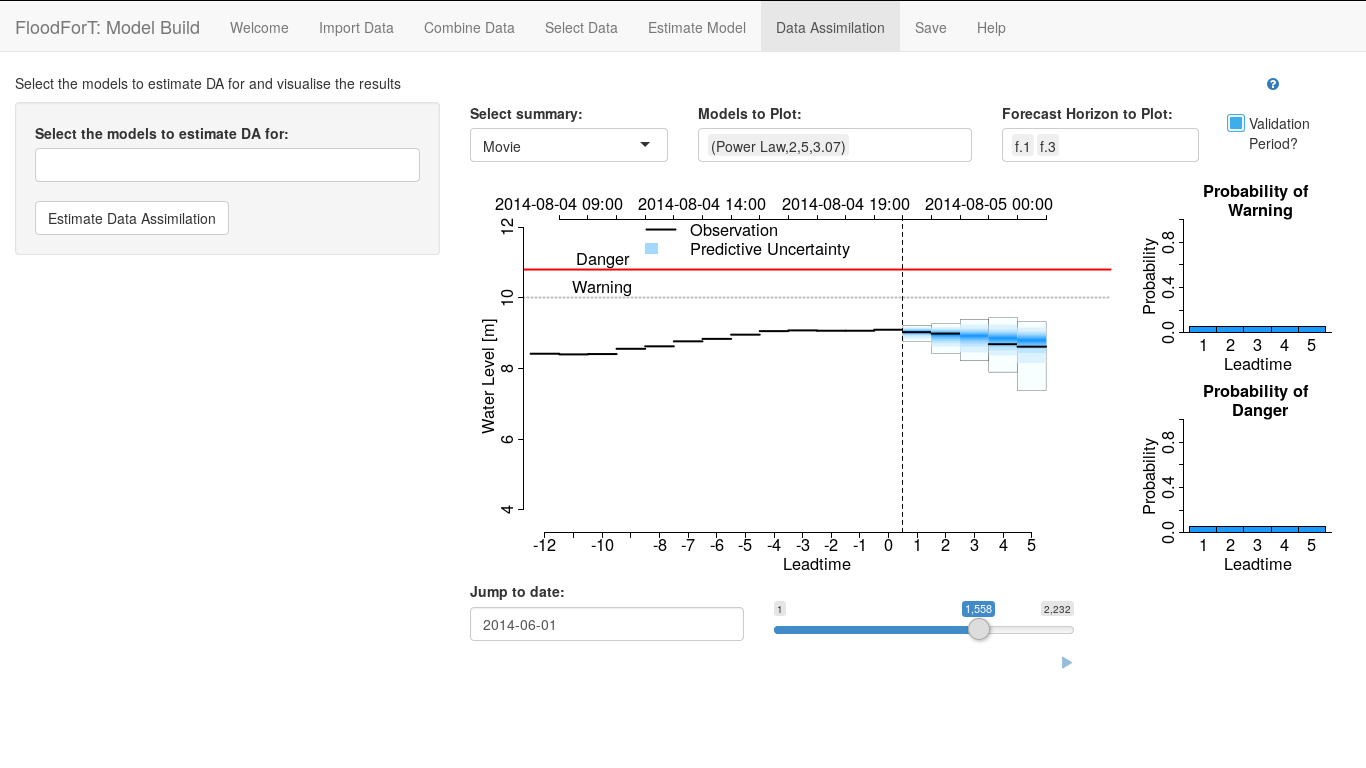 FloodForT: Model Build Welcome Import Data Combine Data Select Data Estimate Model Data Assimilation Save Help
Select the models to estimate DA for and visualise the results
?
Select the models to estimate DA for:
Estimate Data Assimilation
Select summary:
Movie
Models to Plot:
(Power Law,2,5,3.07)
Forecast Horizon to Plot:
f.1 f.3
Validation
Period?
2014-08-04 09:00 2014-08-04 14:00 2014-08-04 19:00 2014-08-05 00:00
Observation
Predictive Uncertainty
Danger
Warning
Water Level [m]
12
10
8
6
4
-12 -10 -8 -7 -6 -5 -4 -3 -2 -1 0 1 2 3 4 5
Leadtime
Probability of
Warning
Probability
0.8
0.4
0.0
1 2 3 4 5
Leadtime
Probability of
Danger
Probability
0.8
0.4
0.0
1 2 3 4 5
Leadtime
Jump to date:
2014-06-01
1 1,558 2,232